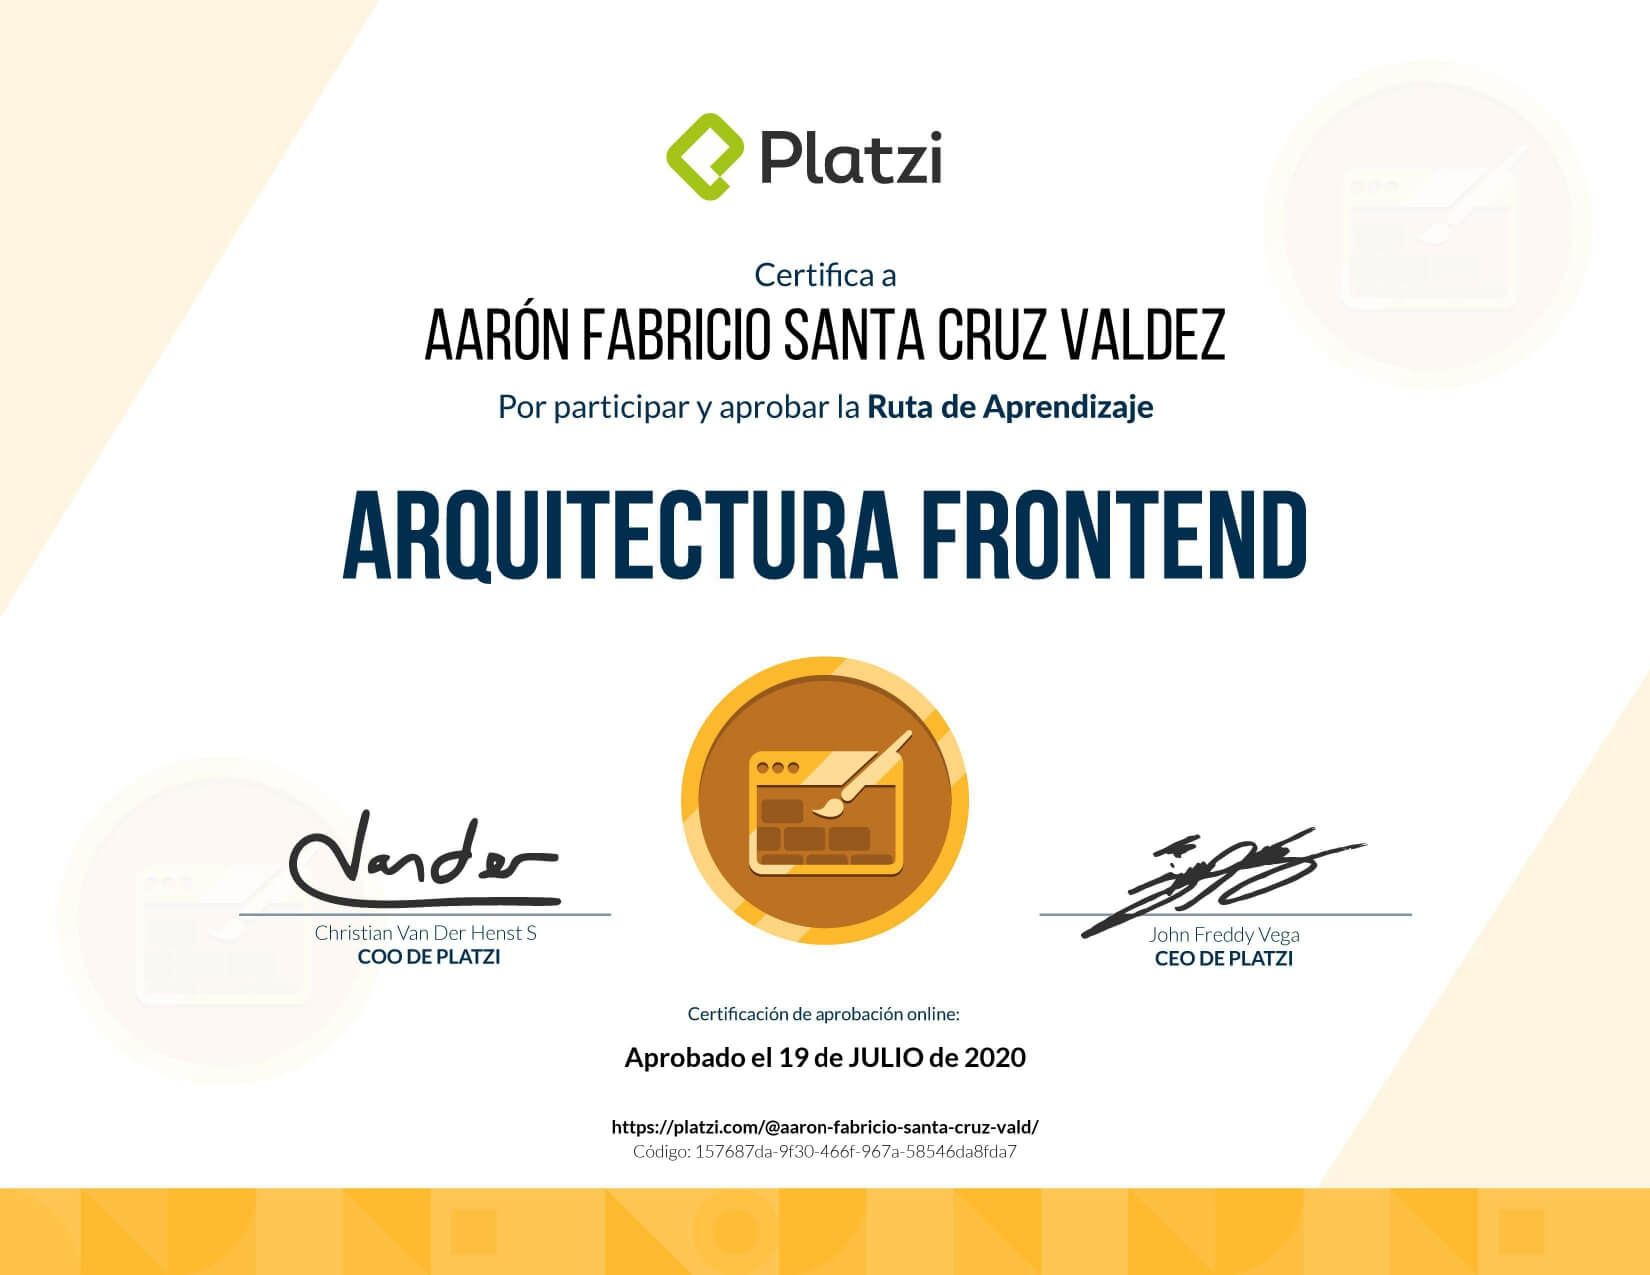 Platzi
Certifica a
AARÓN FABRICIO SANTA CRUZ VALDEZ
Por participar y aprobar la Ruta de Aprendizaje
ARQUITECTURA FRONTEND
Vander
Christian Van Der Henst S
COO DE PLATZI
John Freddy Vega
CEO DE PLATZI
Certificación de aprobación online:
Aprobado el 19 de JULIO de 2020
https://platzi.com/@aaron-fabricio-santa-cruz-vald/
Código: 157687da-9f30-466f-967a-58546da8fda7